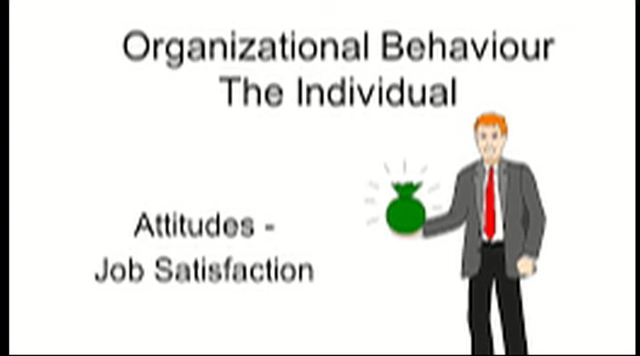 Organizational Behaviour
The Individual
Attitudes -
Job Satisfaction